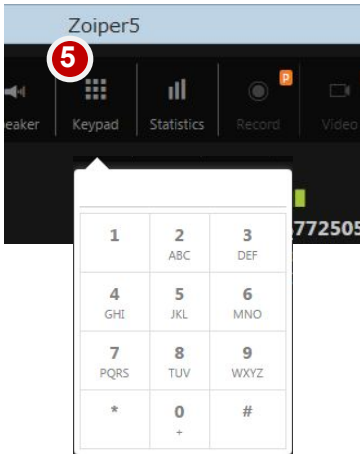 Zoiper5
5
eaker Keypad Statistics Record Video
p
772505
1 2 3
ABC DEF
4 5 6
GHI JKL MNO
7 8 9
PQRS TUV WXYZ
* 0 #
+